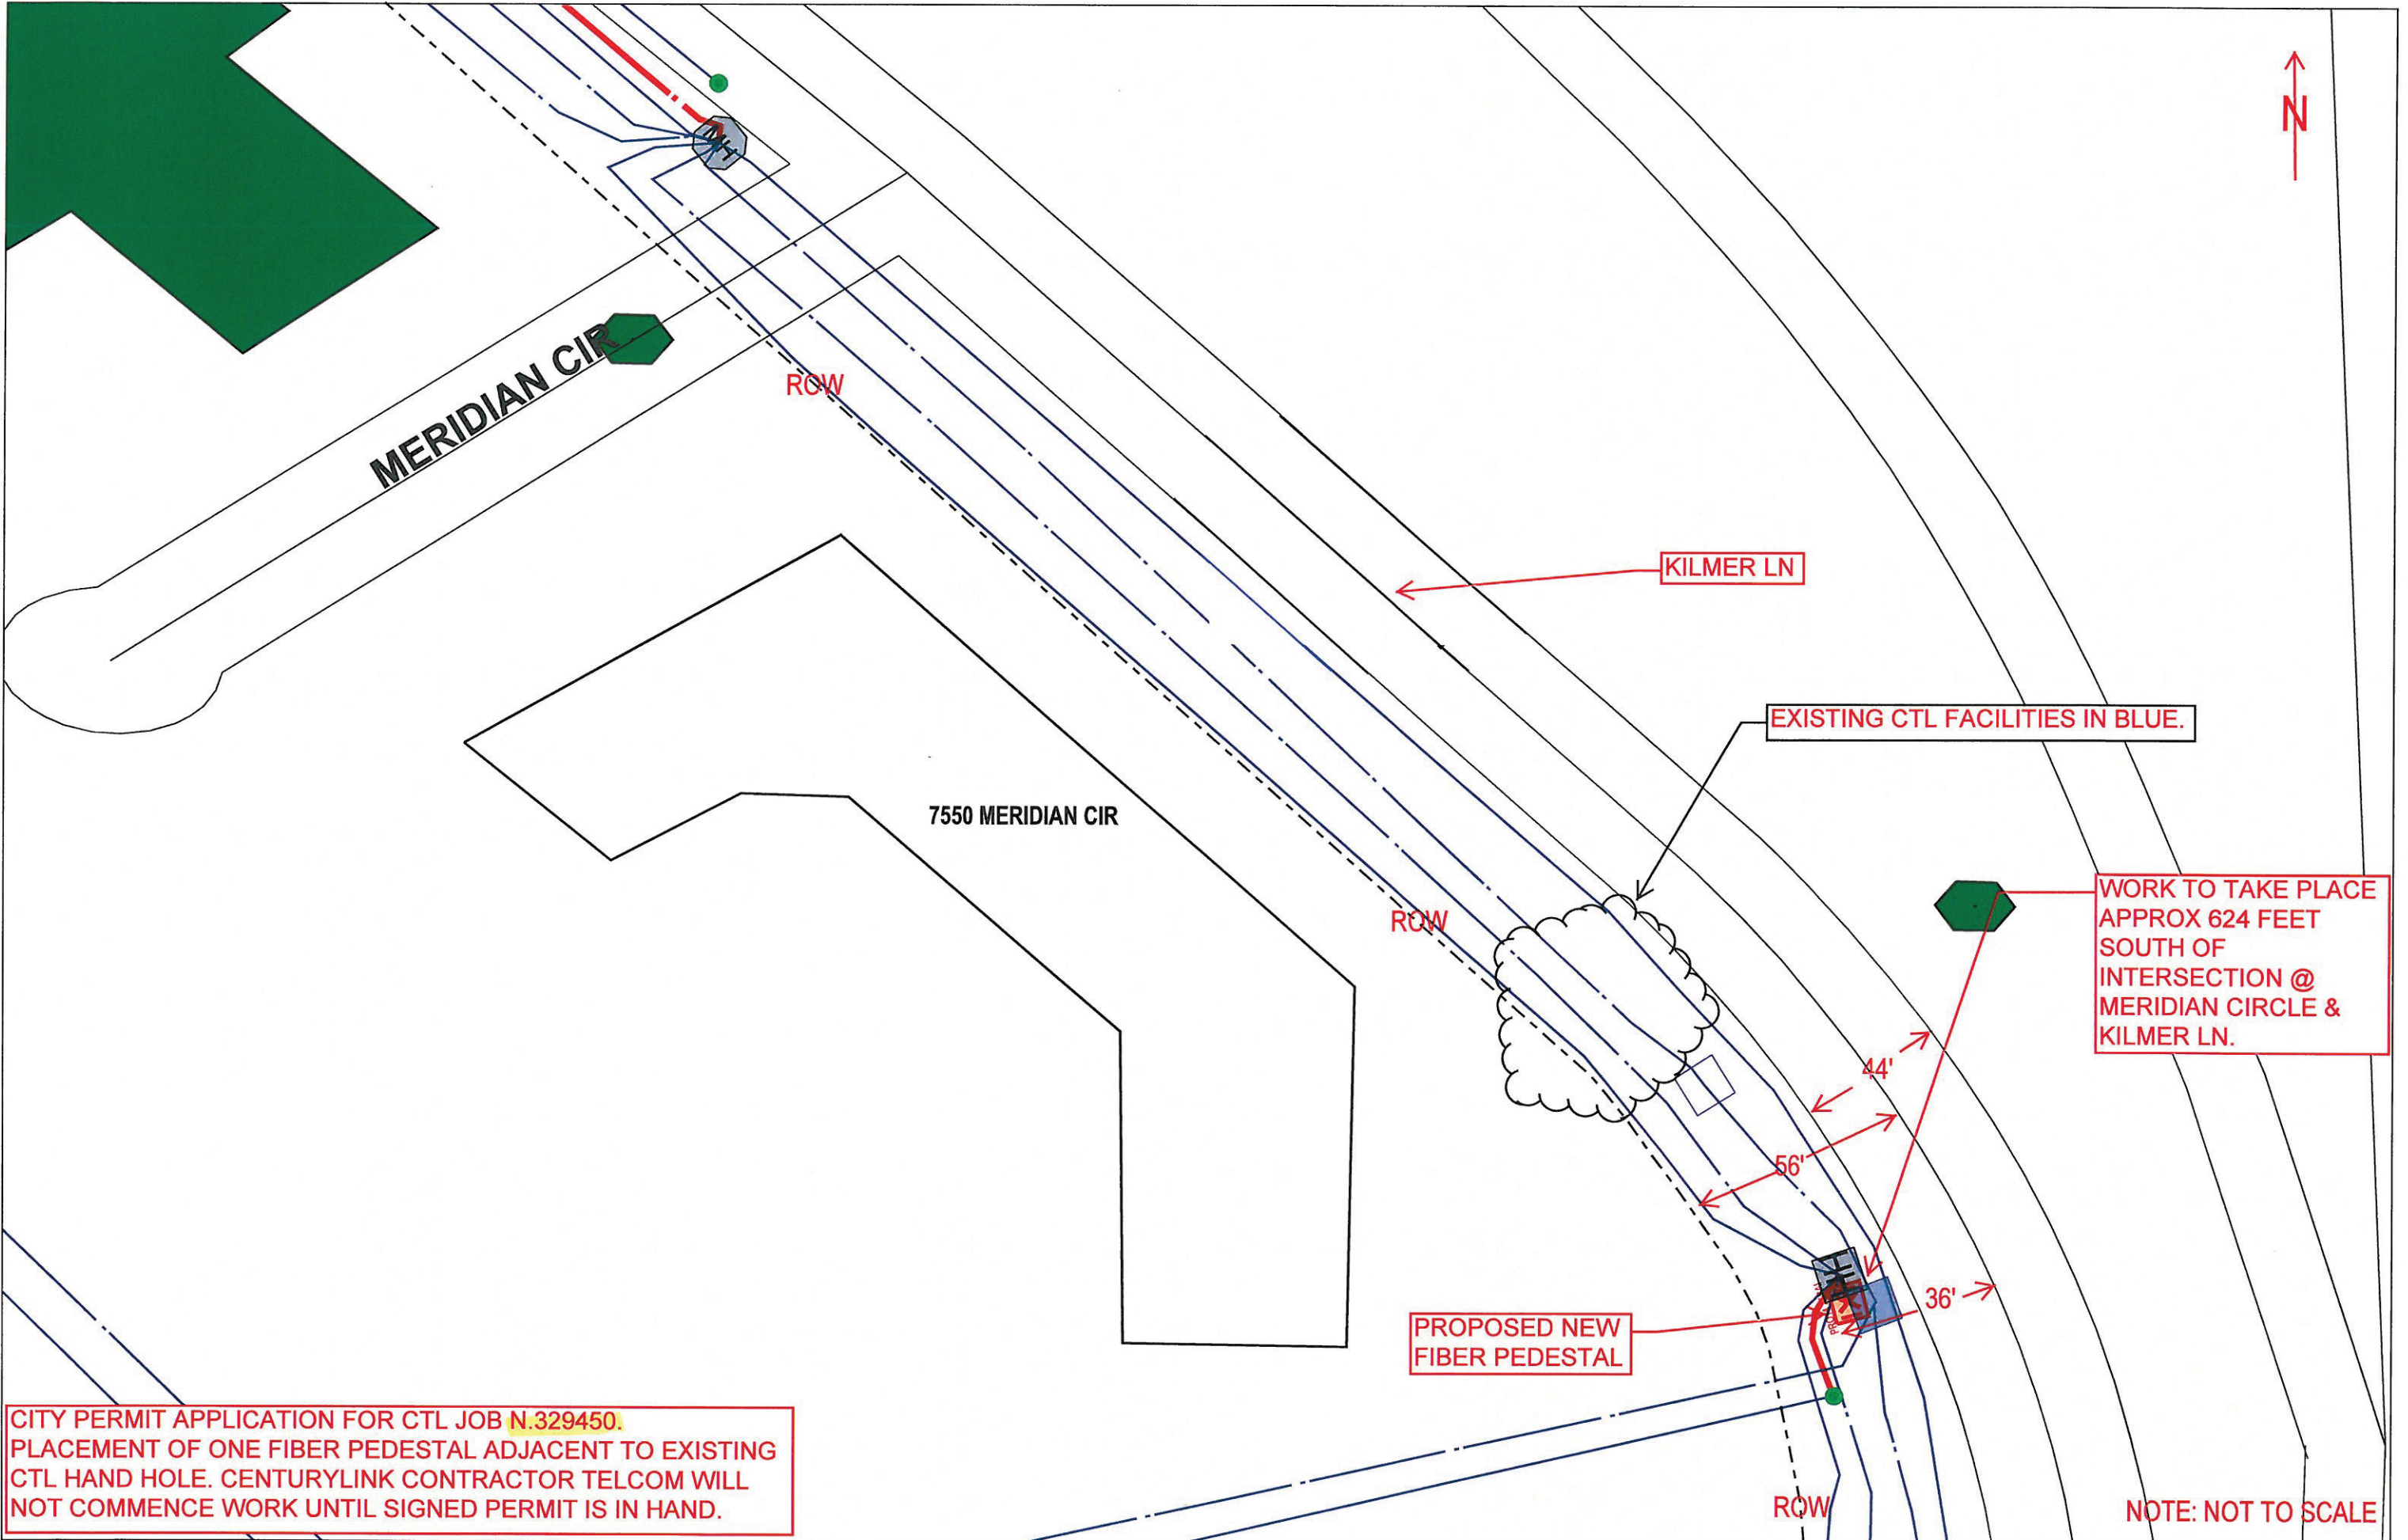 N
MH
MERIDIAN CIR
ROW
KILMER LN
EXISTING CTL FACILITIES IN BLUE.
7550 MERIDIAN CIR
WORK TO TAKE PLACE
APPROX 624 FEET
SOUTH OF
INTERSECTION @
MERIDIAN CIRCLE &
KILMER LN.
ROW
44'
56'
HH
36'
PROPOSED NEW
FIBER PEDESTAL
CITY PERMIT APPLICATION FOR CTL JOB N.329450.
PLACEMENT OF ONE FIBER PEDESTAL ADJACENT TO EXISTING
CTL HAND HOLE. CENTURYLINK CONTRACTOR TELCOM WILL
NOT COMMENCE WORK UNTIL SIGNED PERMIT IS IN HAND.
ROW
NOTE: NOT TO SCALE